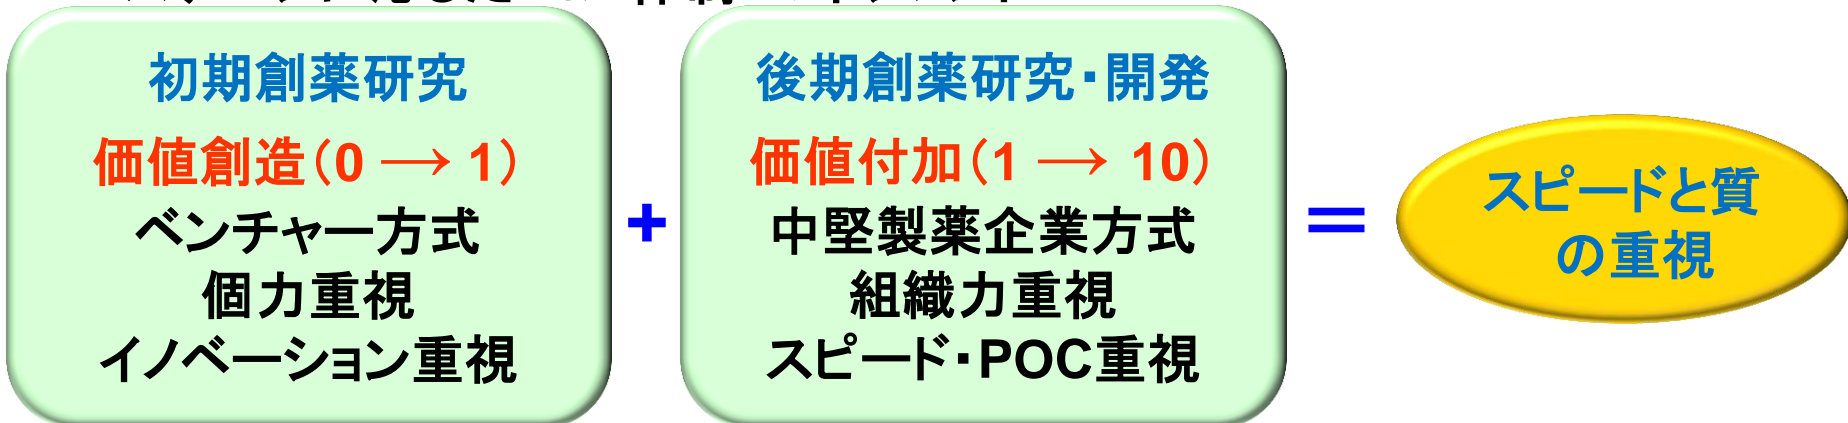 初期創薬研究
価値創造(0 → 1)
ベンチャー方式
個力重視
イノベーション重視
+
後期創薬研究・開発
価値付加(1 → 10)
中堅製薬企業方式
組織力重視
スピード・POC重視
=
スピードと質
の重視